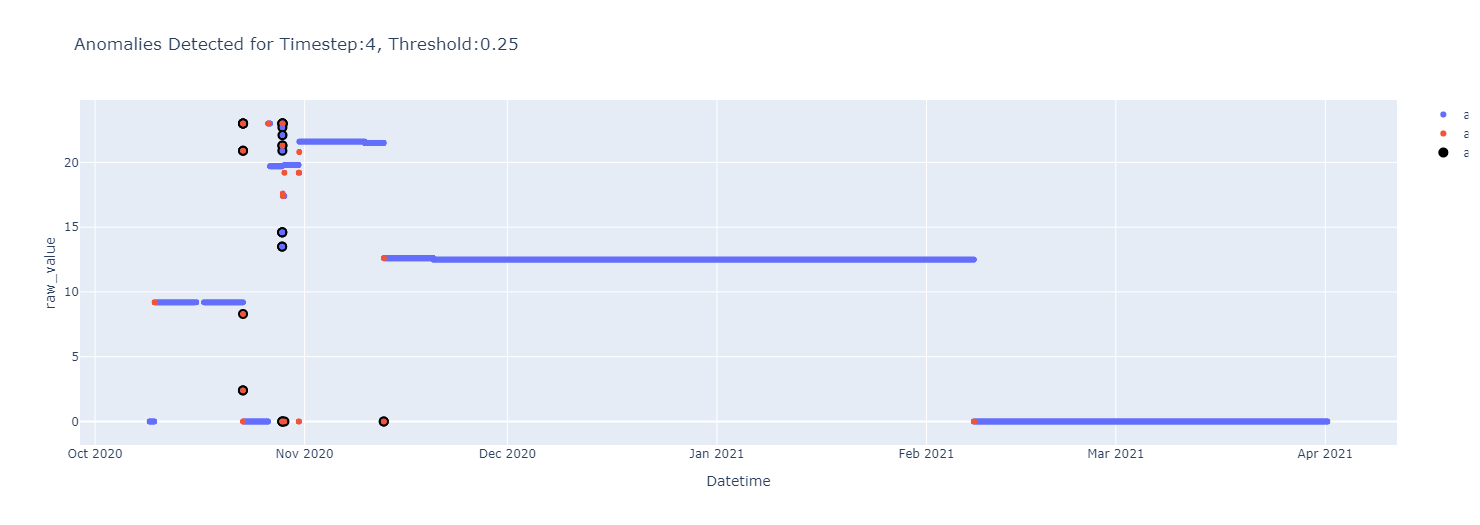 Anomalies Detected for Timestep:4, Threshold:0.25
raw_value
20
15
10
5
0
Oct 2020
Nov 2020
Dec 2020
Jan 2021
Feb 2021
Mar 2021
Apr 2021
Datetime